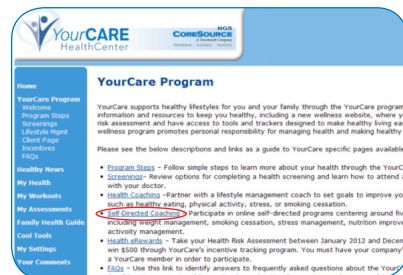 YourCARE
HealthCenter
NGS
CORESOURCE
A Trustmark Company
PERSONAL. FLEXIBLE. TRUSTED.
Home
YourCare Program
Welcome
Program Steps
Screenings
Lifestyle Mgmt
Client Page
Incentives
FAQs
Healthy News
My Health
My Workouts
My Assessments
Family Health Guide
Cool Tools
My Settings
Your Comments
YourCare Program
YourCare supports healthy lifestyles for you and your family through the YourCare program
information and resources to keep you healthy, including a new wellness website, where y
risk assessment and have access to tools and trackers designed to make healthy living eas
wellness program promotes personal responsibility for managing health and making healthy
Please see the below descriptions and links as a guide to YourCare specific pages available
• Program Steps – Follow simple steps to learn more about your health through the YourC
• Screenings- Review options for completing a health screening and learn how to attend a
with your doctor.
• Health Coaching –Partner with a lifestyle management coach to set goals to improve yo
such as healthy eating, physical activity, stress, or smoking cessation.
• Self-Directed Coaching – Participate in online self-directed programs centering around fiv
including weight management, smoking cessation, stress management, nutrition improve
activity management.
• Health eRewards – Take your Health Risk Assessment between January 2012 and Decem
win $500 through YourCare's incentive tracking program. You must have your company'
a YourCare member in order to participate.
• FAQs – Use this link to identify answers to frequently asked questions about the YourC